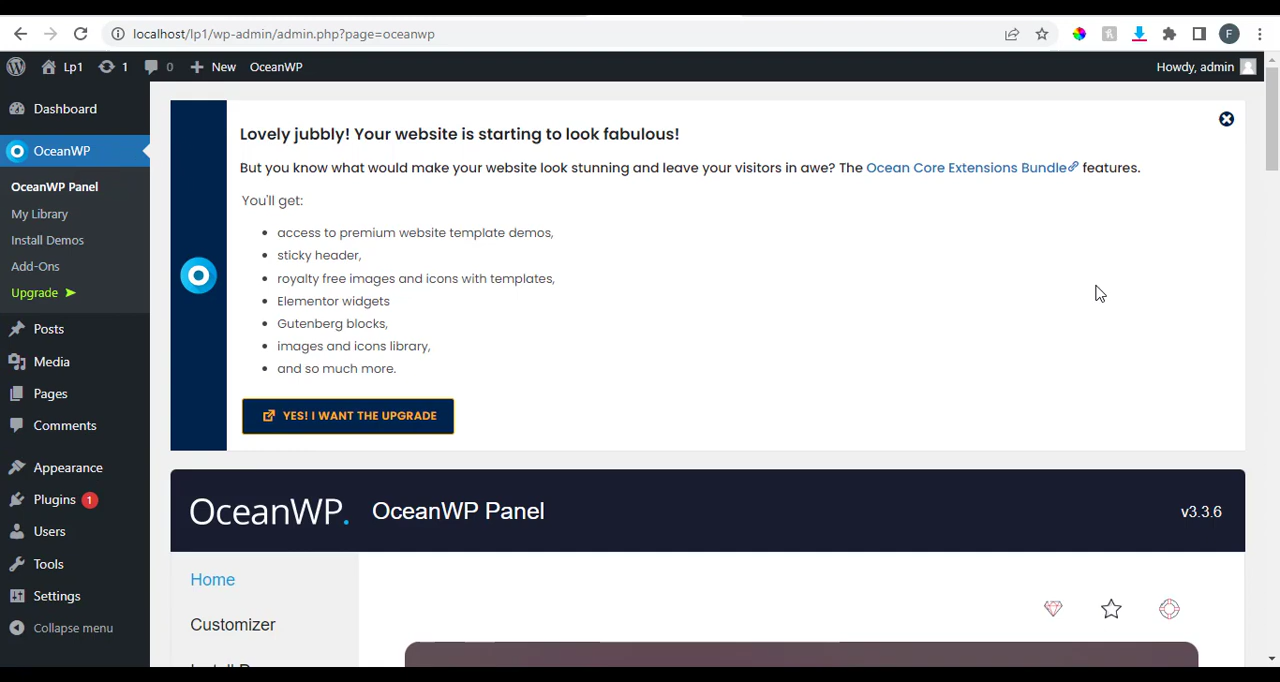 localhost/lp1/wp-admin/admin.php?page=oceanwp
F
Lp1 1 0 New OceanWP Howdy, admin
Dashboard
OceanWP
OceanWP Panel
My Library
Install Demos
Add-Ons
Upgrade ➤
Posts
Media
Pages
Comments
Appearance
Plugins 1
Users
Tools
Settings
Collapse menu
Lovely jubbly! Your website is starting to look fabulous!
But you know what would make your website look stunning and leave your visitors in awe? The Ocean Core Extensions Bundle features.
You'll get:
• access to premium website template demos,
• sticky header,
• royalty free images and icons with templates,
• Elementor widgets
• Gutenberg blocks,
• images and icons library,
• and so much more.
YES! I WANT THE UPGRADE
OceanWP. OceanWP Panel v3.3.6
Home
Customizer